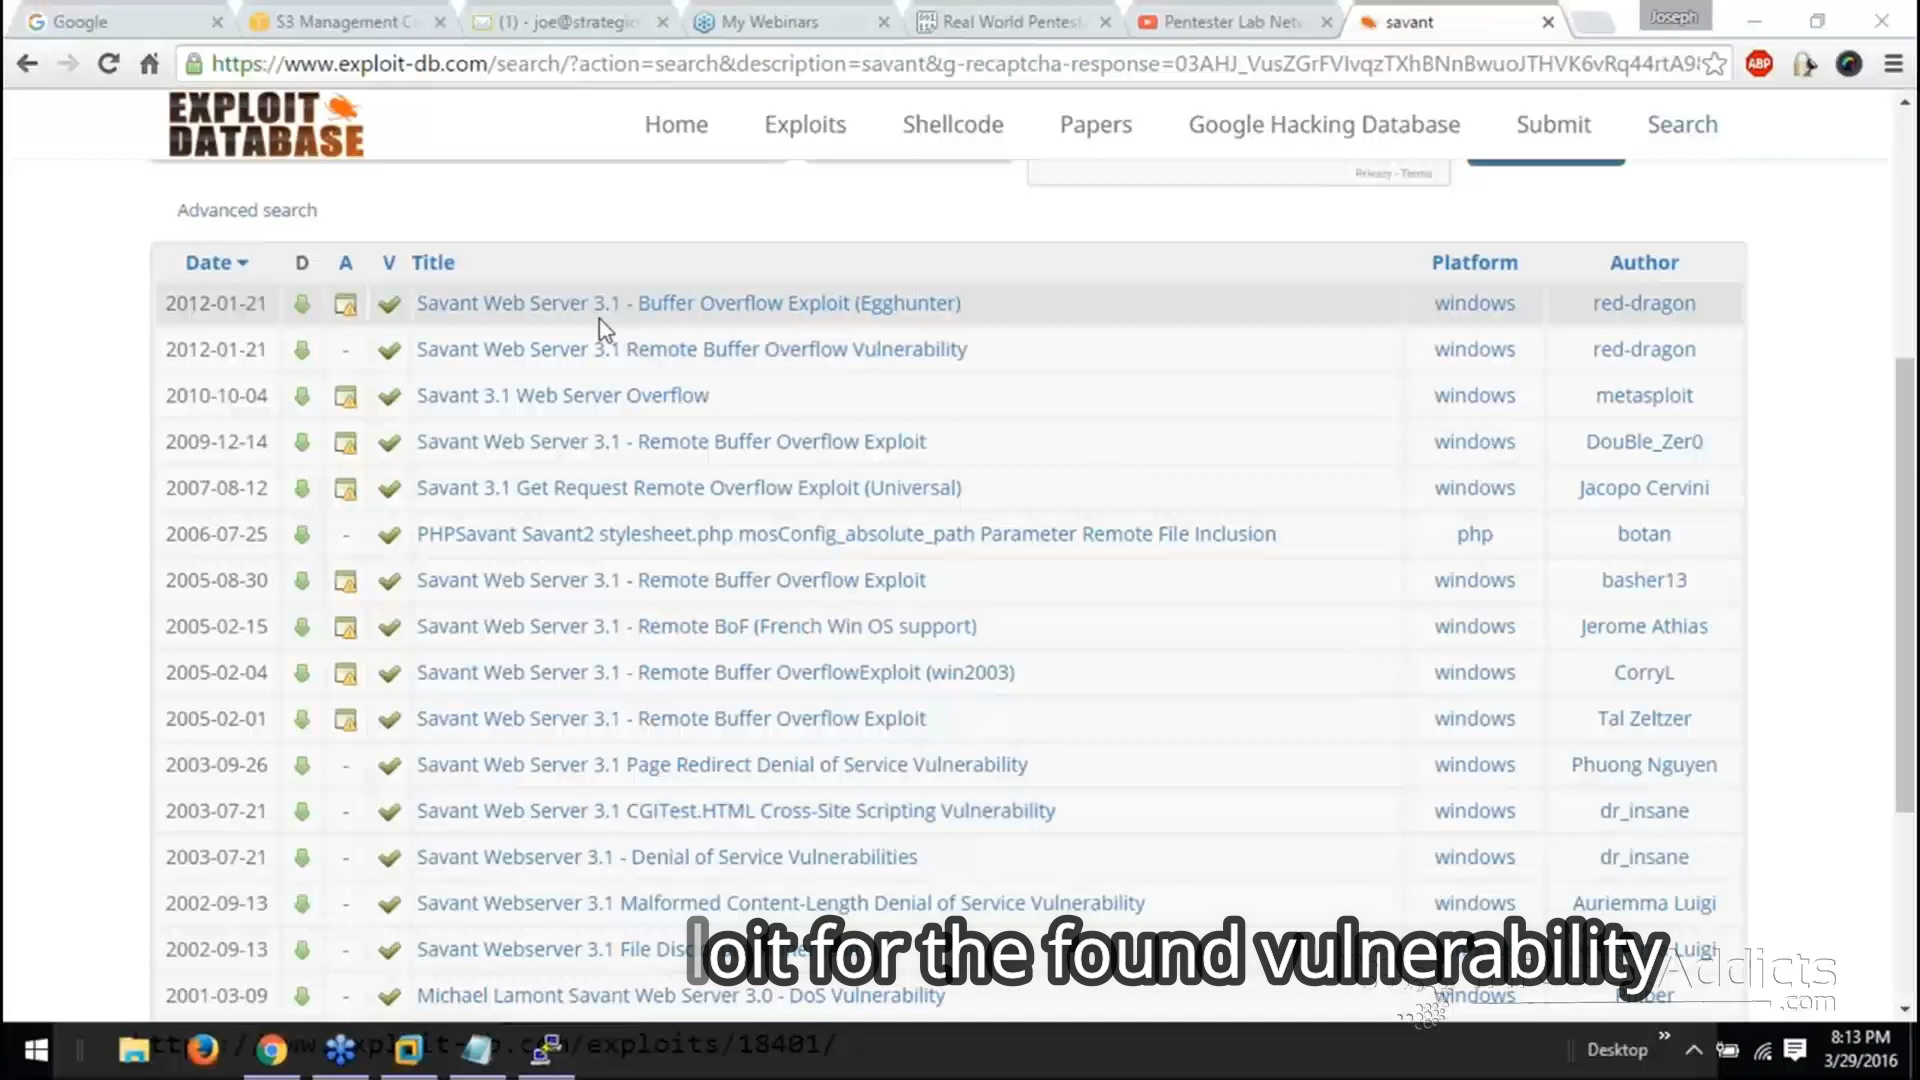 Google
S3 Management C
(1) - joe@strategic
My Webinars
Real World Pentest
Pentester Lab Netw
savant
Joseph
https://www.exploit-db.com/search/?action=search&description=savant&g-recaptcha-response=03AHJ_VusZGrFVIvqzTXhBNnBwuoJTHVK6vRq44rtA9
ABP
EXPLOIT DATABASE
Home Exploits Shellcode Papers Google Hacking Database Submit Search
Privacy - Terms
Advanced search
Date D A V Title Platform Author
2012-01-21 Savant Web Server 3.1 - Buffer Overflow Exploit (Egghunter) windows red-dragon
2012-01-21 - Savant Web Server 3.1 Remote Buffer Overflow Vulnerability windows red-dragon
2010-10-04 Savant 3.1 Web Server Overflow windows metasploit
2009-12-14 Savant Web Server 3.1 - Remote Buffer Overflow Exploit windows DouBle_Zer0
2007-08-12 Savant 3.1 Get Request Remote Overflow Exploit (Universal) windows Jacopo Cervini
2006-07-25 - PHPSavant Savant2 stylesheet.php mosConfig_absolute_path Parameter Remote File Inclusion php botan
2005-08-30 Savant Web Server 3.1 - Remote Buffer Overflow Exploit windows basher13
2005-02-15 Savant Web Server 3.1 - Remote BoF (French Win OS support) windows Jerome Athias
2005-02-04 Savant Web Server 3.1 - Remote Buffer OverflowExploit (win2003) windows CorryL
2005-02-01 Savant Web Server 3.1 - Remote Buffer Overflow Exploit windows Tal Zeltzer
2003-09-26 - Savant Web Server 3.1 Page Redirect Denial of Service Vulnerability windows Phuong Nguyen
2003-07-21 - Savant Web Server 3.1 CGITest.HTML Cross-Site Scripting Vulnerability windows dr_insane
2003-07-21 - Savant Webserver 3.1 - Denial of Service Vulnerabilities windows dr_insane
2002-09-13 - Savant Webserver 3.1 Malformed Content-Length Denial of Service Vulnerability windows Auriemma Luigi
2002-09-13 - Savant Webserver 3.1 File Luigi
loit for the found vulnerability
Addicts
.com
2001-03-09 - Michael Lamont Savant Web Server 3.0 - DoS Vulnerability windows
exploits/18401/
Desktop
8:13 PM
3/29/2016